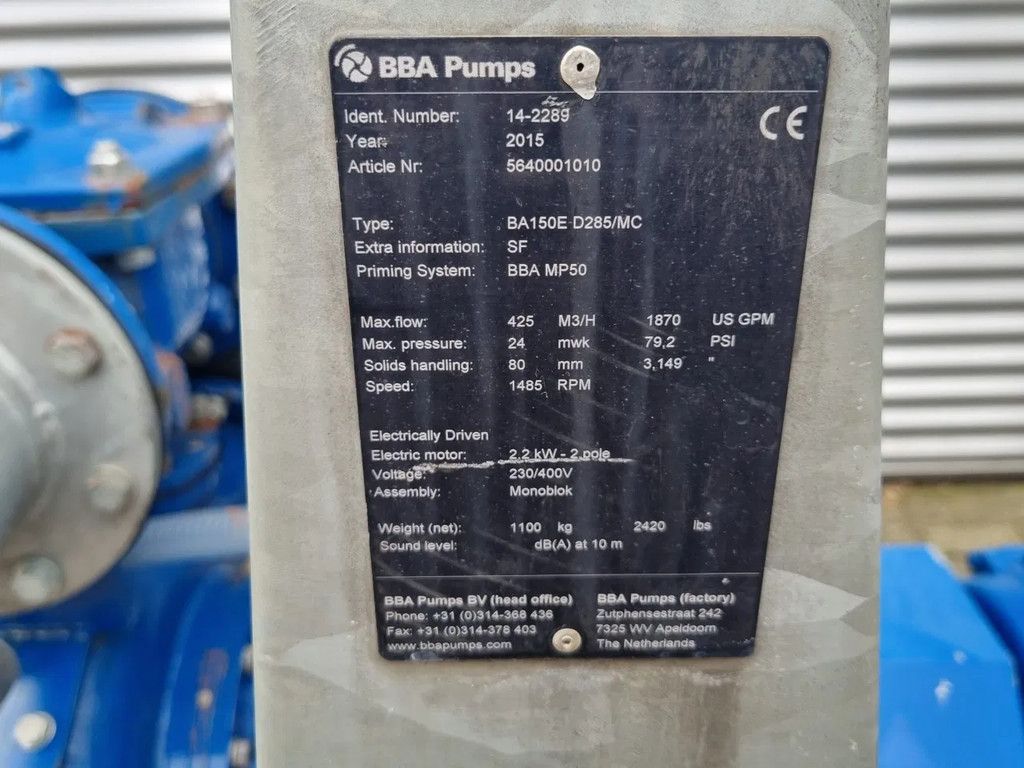 BBA Pumps
CE
Ident. Number: 14-2289
Year: 2015
Article Nr: 5640001010
Type: BA150E D285/MC
Extra information: SF
Priming System: BBA MP50
Max.flow: 425 M3/H 1870 US GPM
Max. pressure: 24 mwk 79,2 PSI
Solids handling: 80 mm 3,149 "
Speed: 1485 RPM
Electrically Driven
Electric motor: 2.2 kW - 2 pole
Voltage: 230/400V
Assembly: Monoblok
Weight (net): 1100 kg 2420 lbs
Sound level: dB(A) at 10 m
BBA Pumps BV (head office)
Phone: +31 (0)314-368 436
Fax: +31 (0)314-378 403
www.bbapumps.com
BBA Pumps (factory)
Zutphensestraat 242
7325 WV Apeldoorn
The Netherlands